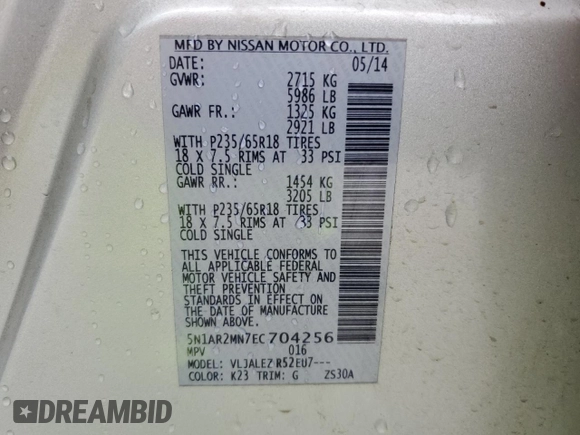 MFD BY NISSAN MOTOR CO., LTD.
DATE: 05/14
GVWR: 2715 KG
5986 LB
GAWR FR.: 1325 KG
2921 LB
WITH P235/65R18 TIRES
18 X 7.5 RIMS AT 33 PSI
COLD SINGLE
GAWR RR.: 1454 KG
3205 LB
WITH P235/65R18 TIRES
18 X 7.5 RIMS AT 33 PSI
COLD SINGLE
THIS VEHICLE CONFORMS TO
ALL APPLICABLE FEDERAL
MOTOR VEHICLE SAFETY AND
THEFT PREVENTION
STANDARDS IN EFFECT ON
THE DATE OF MANUFACTURE
SHOWN ABOVE.
5N1AR2MN7EC704256
MPV 016
MODEL: VLJALEZ R52EU7---
COLOR: K23 TRIM: G ZS30A
DREAMBID